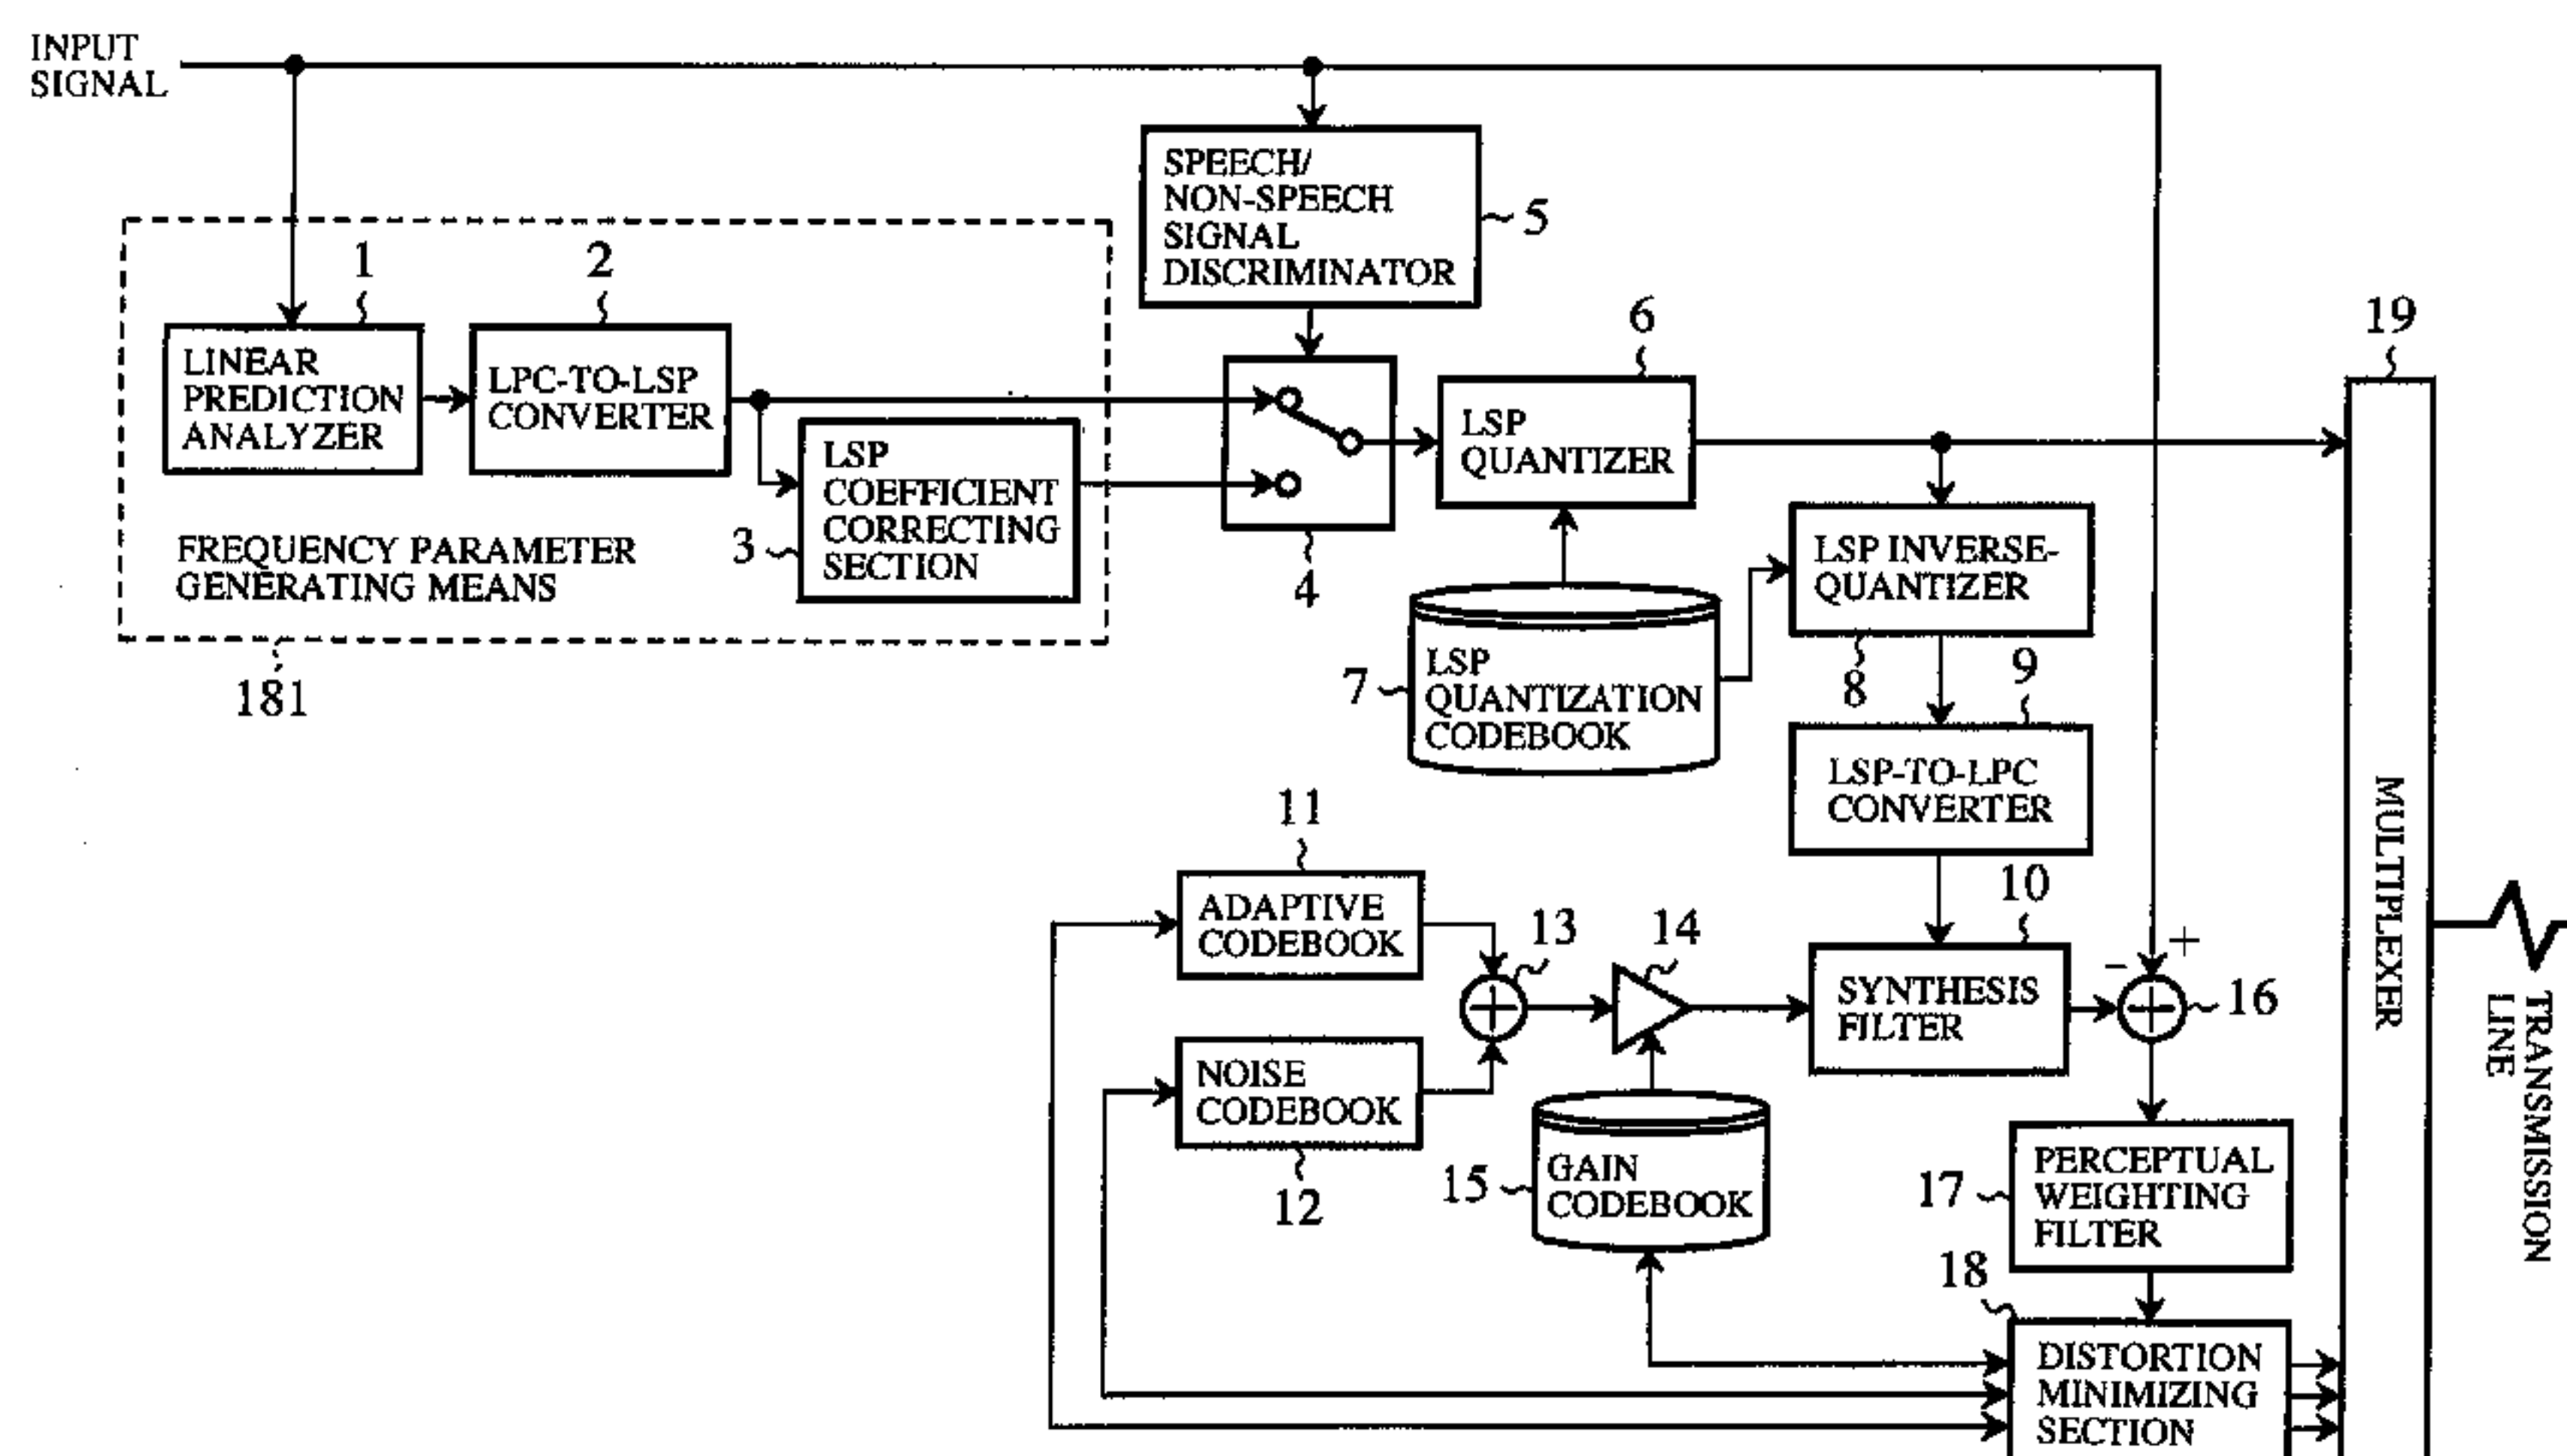 INPUT
SIGNAL
SPEECH/
NON-SPEECH
SIGNAL
DISCRIMINATOR
5
1
2
6
19
LINEAR
PREDICTION
ANALYZER
LPC-TO-LSP
CONVERTER
LSP
COEFFICIENT
CORRECTING
SECTION
3
FREQUENCY PARAMETER
GENERATING MEANS
181
4
LSP
QUANTIZER
LSP INVERSE-
QUANTIZER
8
7
LSP
QUANTIZATION
CODEBOOK
9
LSP-TO-LPC
CONVERTER
11
ADAPTIVE
CODEBOOK
13
14
10
SYNTHESIS
FILTER
+
−
16
NOISE
CODEBOOK
12
15
GAIN
CODEBOOK
17
PERCEPTUAL
WEIGHTING
FILTER
18
DISTORTION
MINIMIZING
SECTION
MULTIPLEXER
TRANSMISSION
LINE